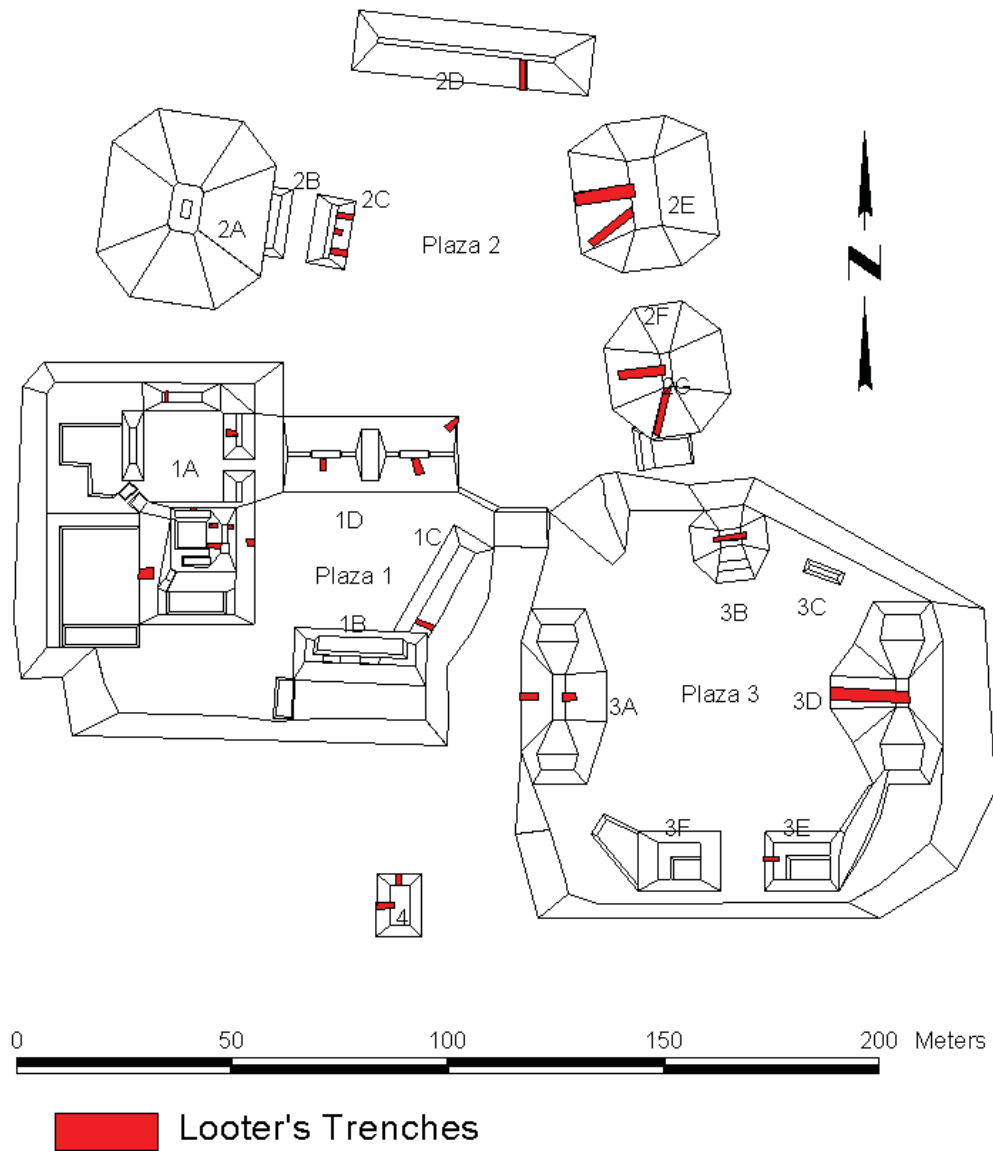 2D
2B
2C
2A
Plaza 2
2E
2F
2G
N
1A
1D
1C
Plaza 1
1B
3B
3C
3A
Plaza 3
3D
3F
3E
4
0 50 100 150 200 Meters
Looter's Trenches